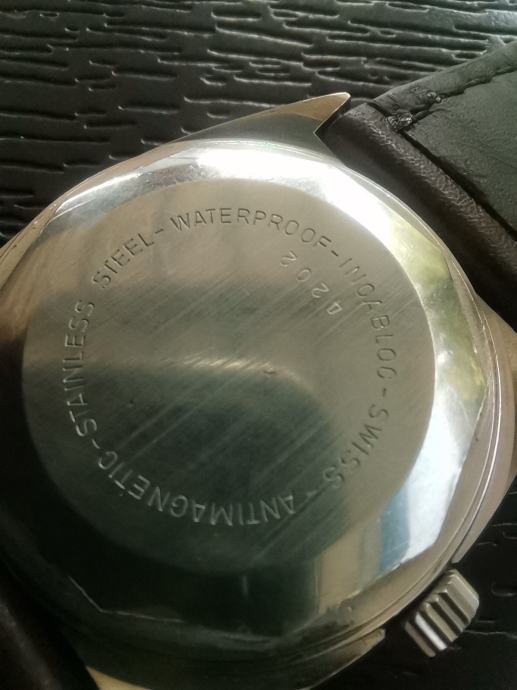 STAINLESS STEEL-WATERPROOF-INCABLOC-SWISS-ANTIMAGNETIC-
4202